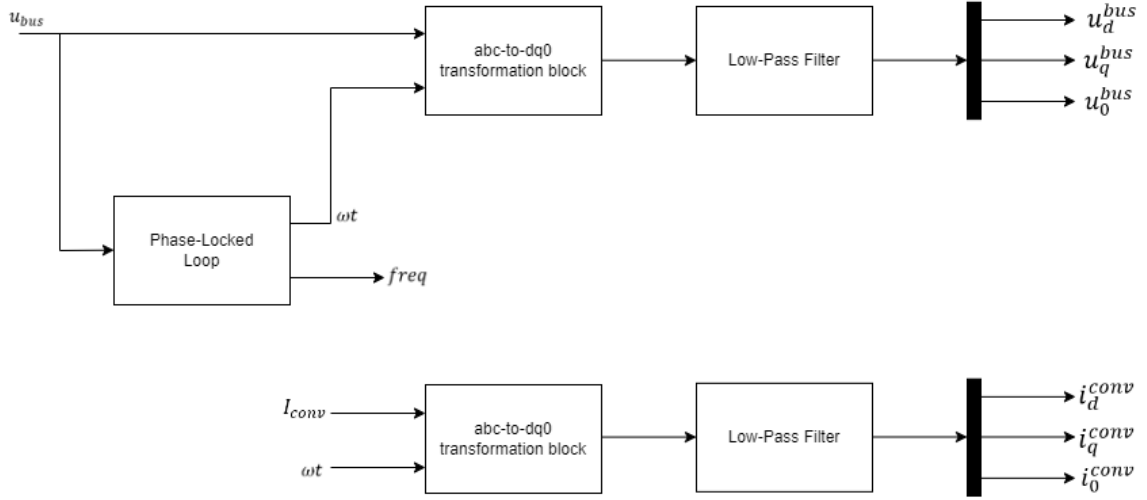 u_bus
abc-to-dq0
transformation block
Low-Pass Filter
u_d^bus
u_q^bus
u_0^bus
Phase-Locked
Loop
ωt
freq
I_conv
ωt
abc-to-dq0
transformation block
Low-Pass Filter
i_d^conv
i_q^conv
i_0^conv